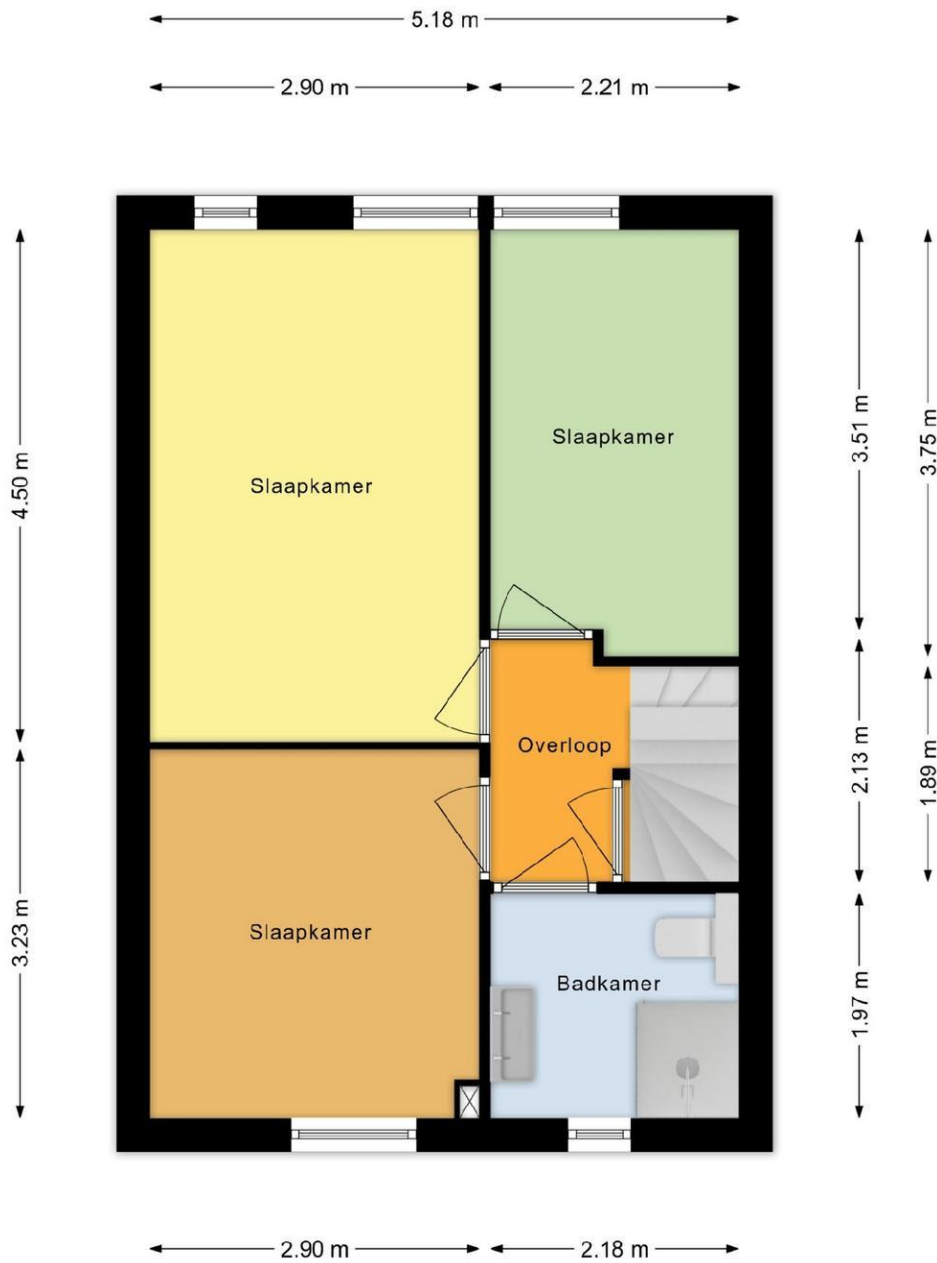 5.18 m
2.90 m
2.21 m
4.50 m
3.51 m
3.75 m
Slaapkamer
Slaapkamer
Overloop
2.13 m
1.89 m
3.23 m
Slaapkamer
Badkamer
1.97 m
2.90 m
2.18 m